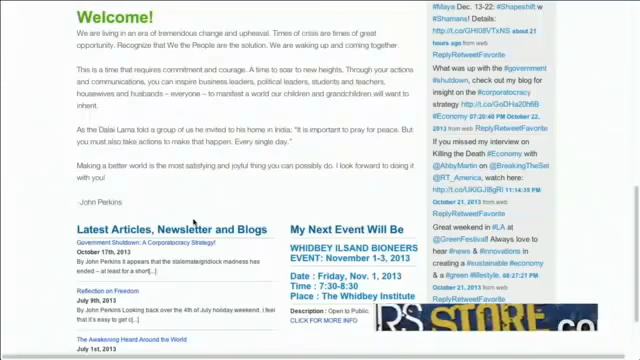 Welcome!
We are living in an era of tremendous change and upheaval. Times of crisis are times of great
opportunity. Recognize that We the People are the solution. We are waking up and coming together.
This is a time that requires commitment and courage. A time to soar to new heights. Through your actions
and communications, you can inspire business leaders, political leaders, students and teachers,
housewives and husbands – everyone – to manifest a world our children and grandchildren will want to
inherit.
As the Dalai Lama told a group of us he invited to his home in India; "It is important to pray for peace. But
you must also take actions to make that happen. Every single day."
Making a better world is the most satisfying and joyful thing you can possibly do. I look forward to doing it
with you!
-John Perkins
Latest Articles, Newsletter and Blogs
Government Shutdown: A Corporatocracy Strategy!
October 17th, 2013
By John Perkins It appears that the stalemate/gridlock madness has
ended – at least for a short[...]
Reflection on Freedom
July 9th, 2013
By John Perkins Looking back over the 4th of July holiday weekend, I feel
that it's easy to get c[...]
The Awakening Heard Around the World
July 1st, 2013
My Next Event Will Be
WHIDBEY ILSAND BIONEERS
EVENT: November 1-3, 2013
Date : Friday, Nov. 1, 2013
Time : 7:30-8:30
Place : The Whidbey Institute
Description : Open to Public.
CLICK FOR MORE INFO
#Maya Dec. 13-22: #Shapeshift w
#Shamans! Details:
about 21
hours ago from web
ReplyRetweetFavorite
What was up with the #government
#shutdown, check out my blog for
insight on the #corporatocracy
strategy
#Economy 07:20:40 PM October 22,
2013 from web ReplyRetweetFavorite
If you missed my interview on
Killing the Death #Economy with
@AbbyMartin on @BreakingTheSet
@RT_America, watch here:
11:14:35 PM
October 21, 2013 from web
ReplyRetweetFavorite
Great weekend in #LA at
@GreenFestival! Always love to
hear #news & #innovations in
creating a #sustainable #economy
& a #green #lifestyle. 08:27:21 PM
October 21, 2013 from web
ReplyRetweetFavorite
RS STORE.co